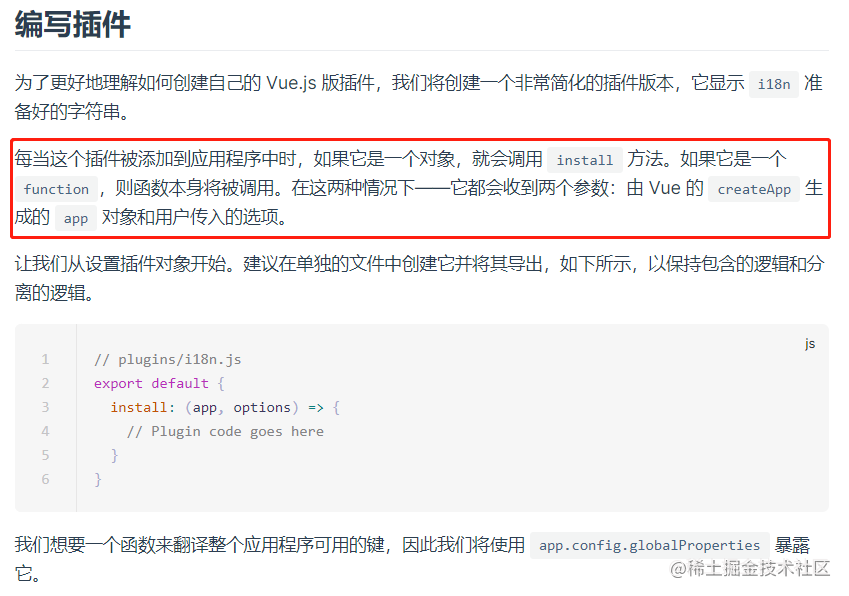 编写插件
为了更好地理解如何创建自己的 Vue.js 版插件，我们将创建一个非常简化的插件版本，它显示 i18n 准
备好的字符串。
每当这个插件被添加到应用程序中时，如果它是一个对象，就会调用 install 方法。如果它是一个
function ，则函数本身将被调用。在这两种情况下——它都会收到两个参数：由 Vue 的 createApp 生
成的 app 对象和用户传入的选项。
让我们从设置插件对象开始。建议在单独的文件中创建它并将其导出，如下所示，以保持包含的逻辑和分
离的逻辑。
js
1 // plugins/i18n.js
2 export default {
3 install: (app, options) => {
4 // Plugin code goes here
5 }
6 }
我们想要一个函数来翻译整个应用程序可用的键，因此我们将使用 app.config.globalProperties 暴露
它。
@稀土掘金技术社区